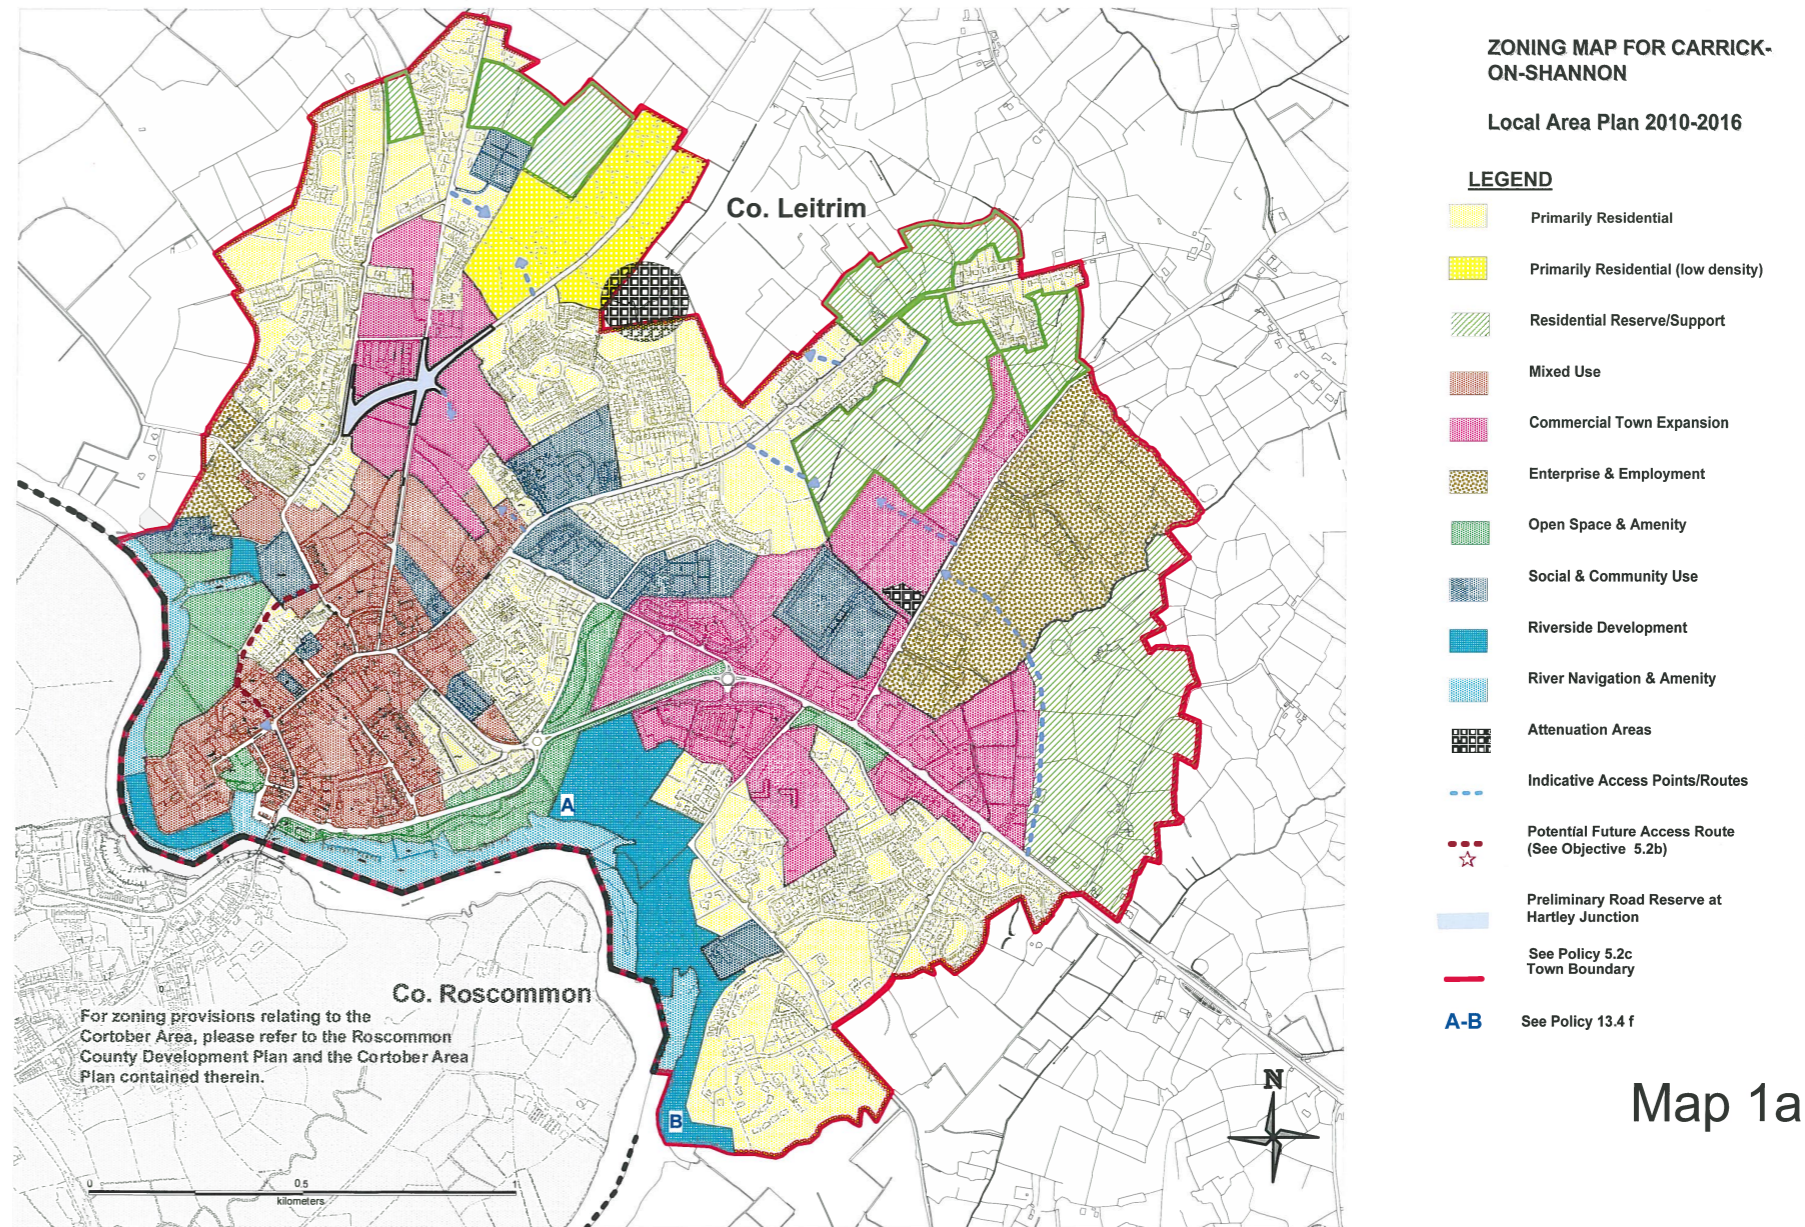 ZONING MAP FOR CARRICK-
ON-SHANNON
Local Area Plan 2010-2016
LEGEND
Primarily Residential
Primarily Residential (low density)
Residential Reserve/Support
Mixed Use
Commercial Town Expansion
Enterprise & Employment
Open Space & Amenity
Social & Community Use
Riverside Development
River Navigation & Amenity
Attenuation Areas
Indicative Access Points/Routes
Potential Future Access Route
(See Objective 5.2b)
Preliminary Road Reserve at
Hartley Junction
See Policy 5.2c
Town Boundary
A-B See Policy 13.4 f
Map 1a
N
Co. Leitrim
A
B
Co. Roscommon
For zoning provisions relating to the
Cortober Area, please refer to the Roscommon
County Development Plan and the Cortober Area
Plan contained therein.
0 0.5 1
kilometers